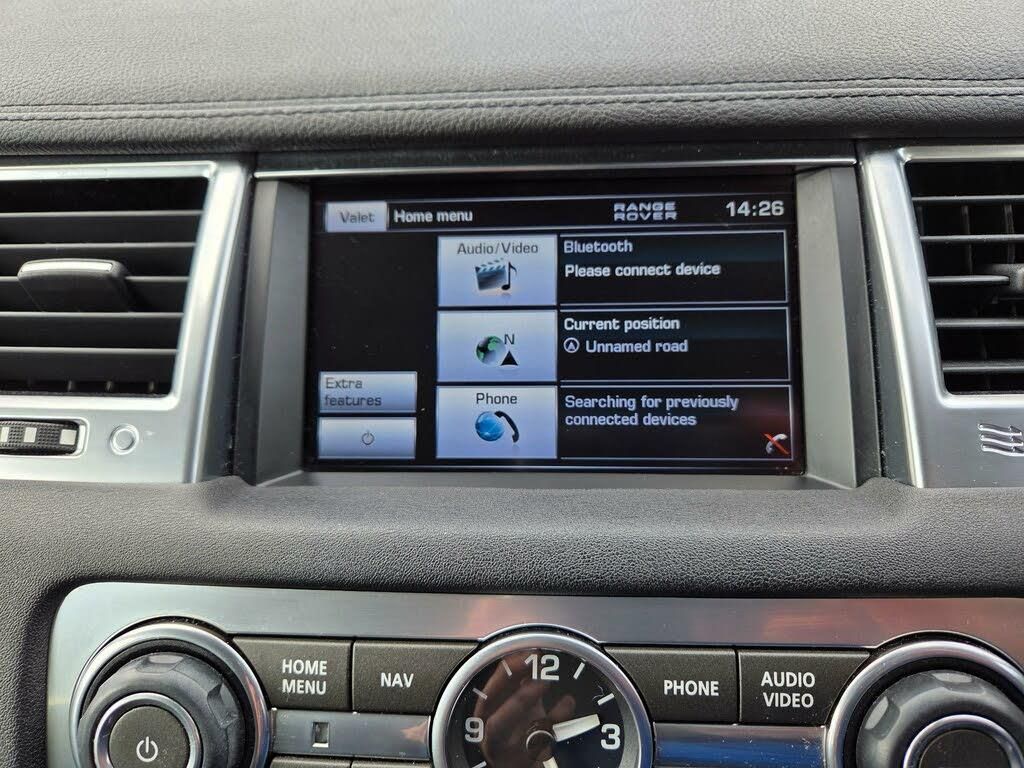 Valet
Home menu
RANGE
ROVER
14:26
Audio/Video
Bluetooth
Please connect device
N
Current position
Unnamed road
Extra
features
Phone
Searching for previously
connected devices
HOME
MENU
NAV
12
9
3
PHONE
AUDIO
VIDEO